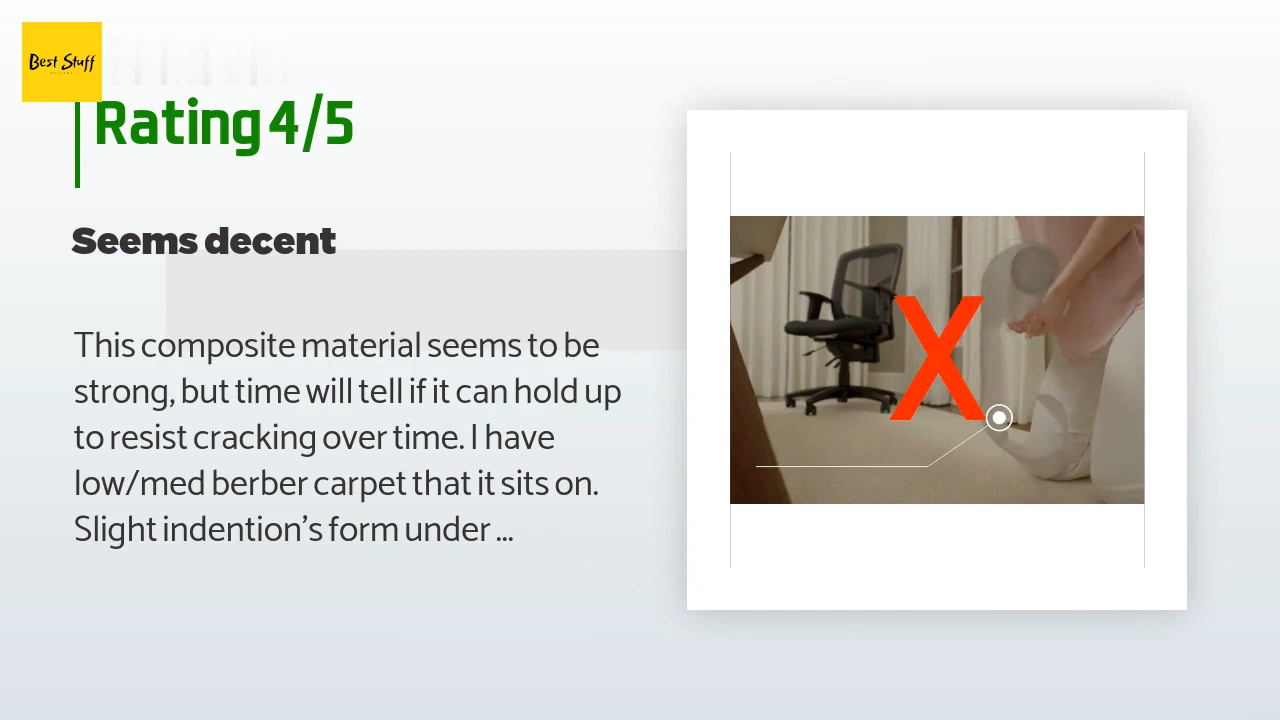 Best Stuff
Rating 4/5
Seems decent
This composite material seems to be
strong, but time will tell if it can hold up
to resist cracking over time. I have
low/med berber carpet that it sits on.
Slight indention's form under ...
X